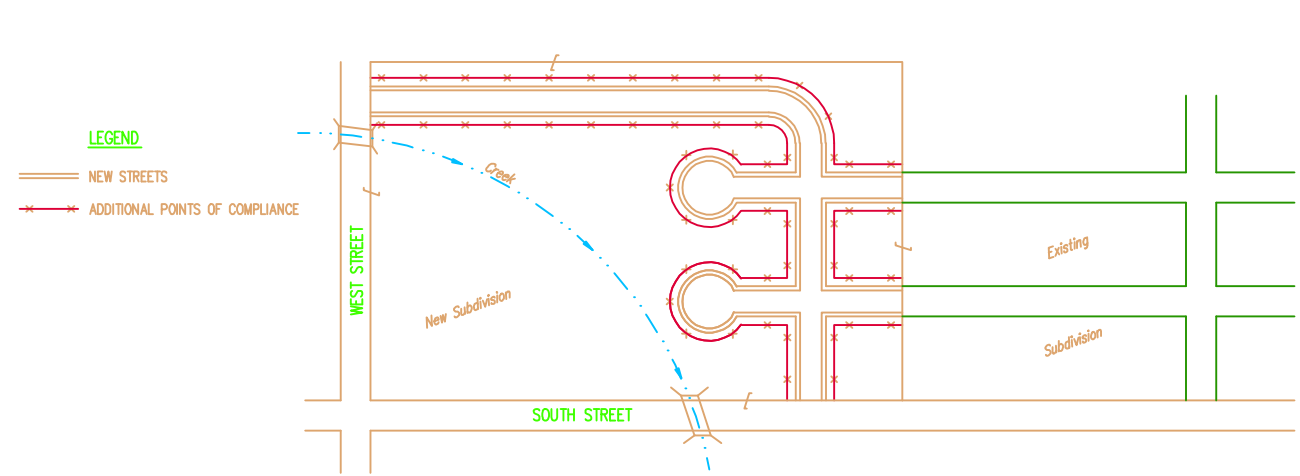 LEGEND
NEW STREETS
ADDITIONAL POINTS OF COMPLIANCE
Creek
WEST STREET
New Subdivision
SOUTH STREET
Existing
Subdivision